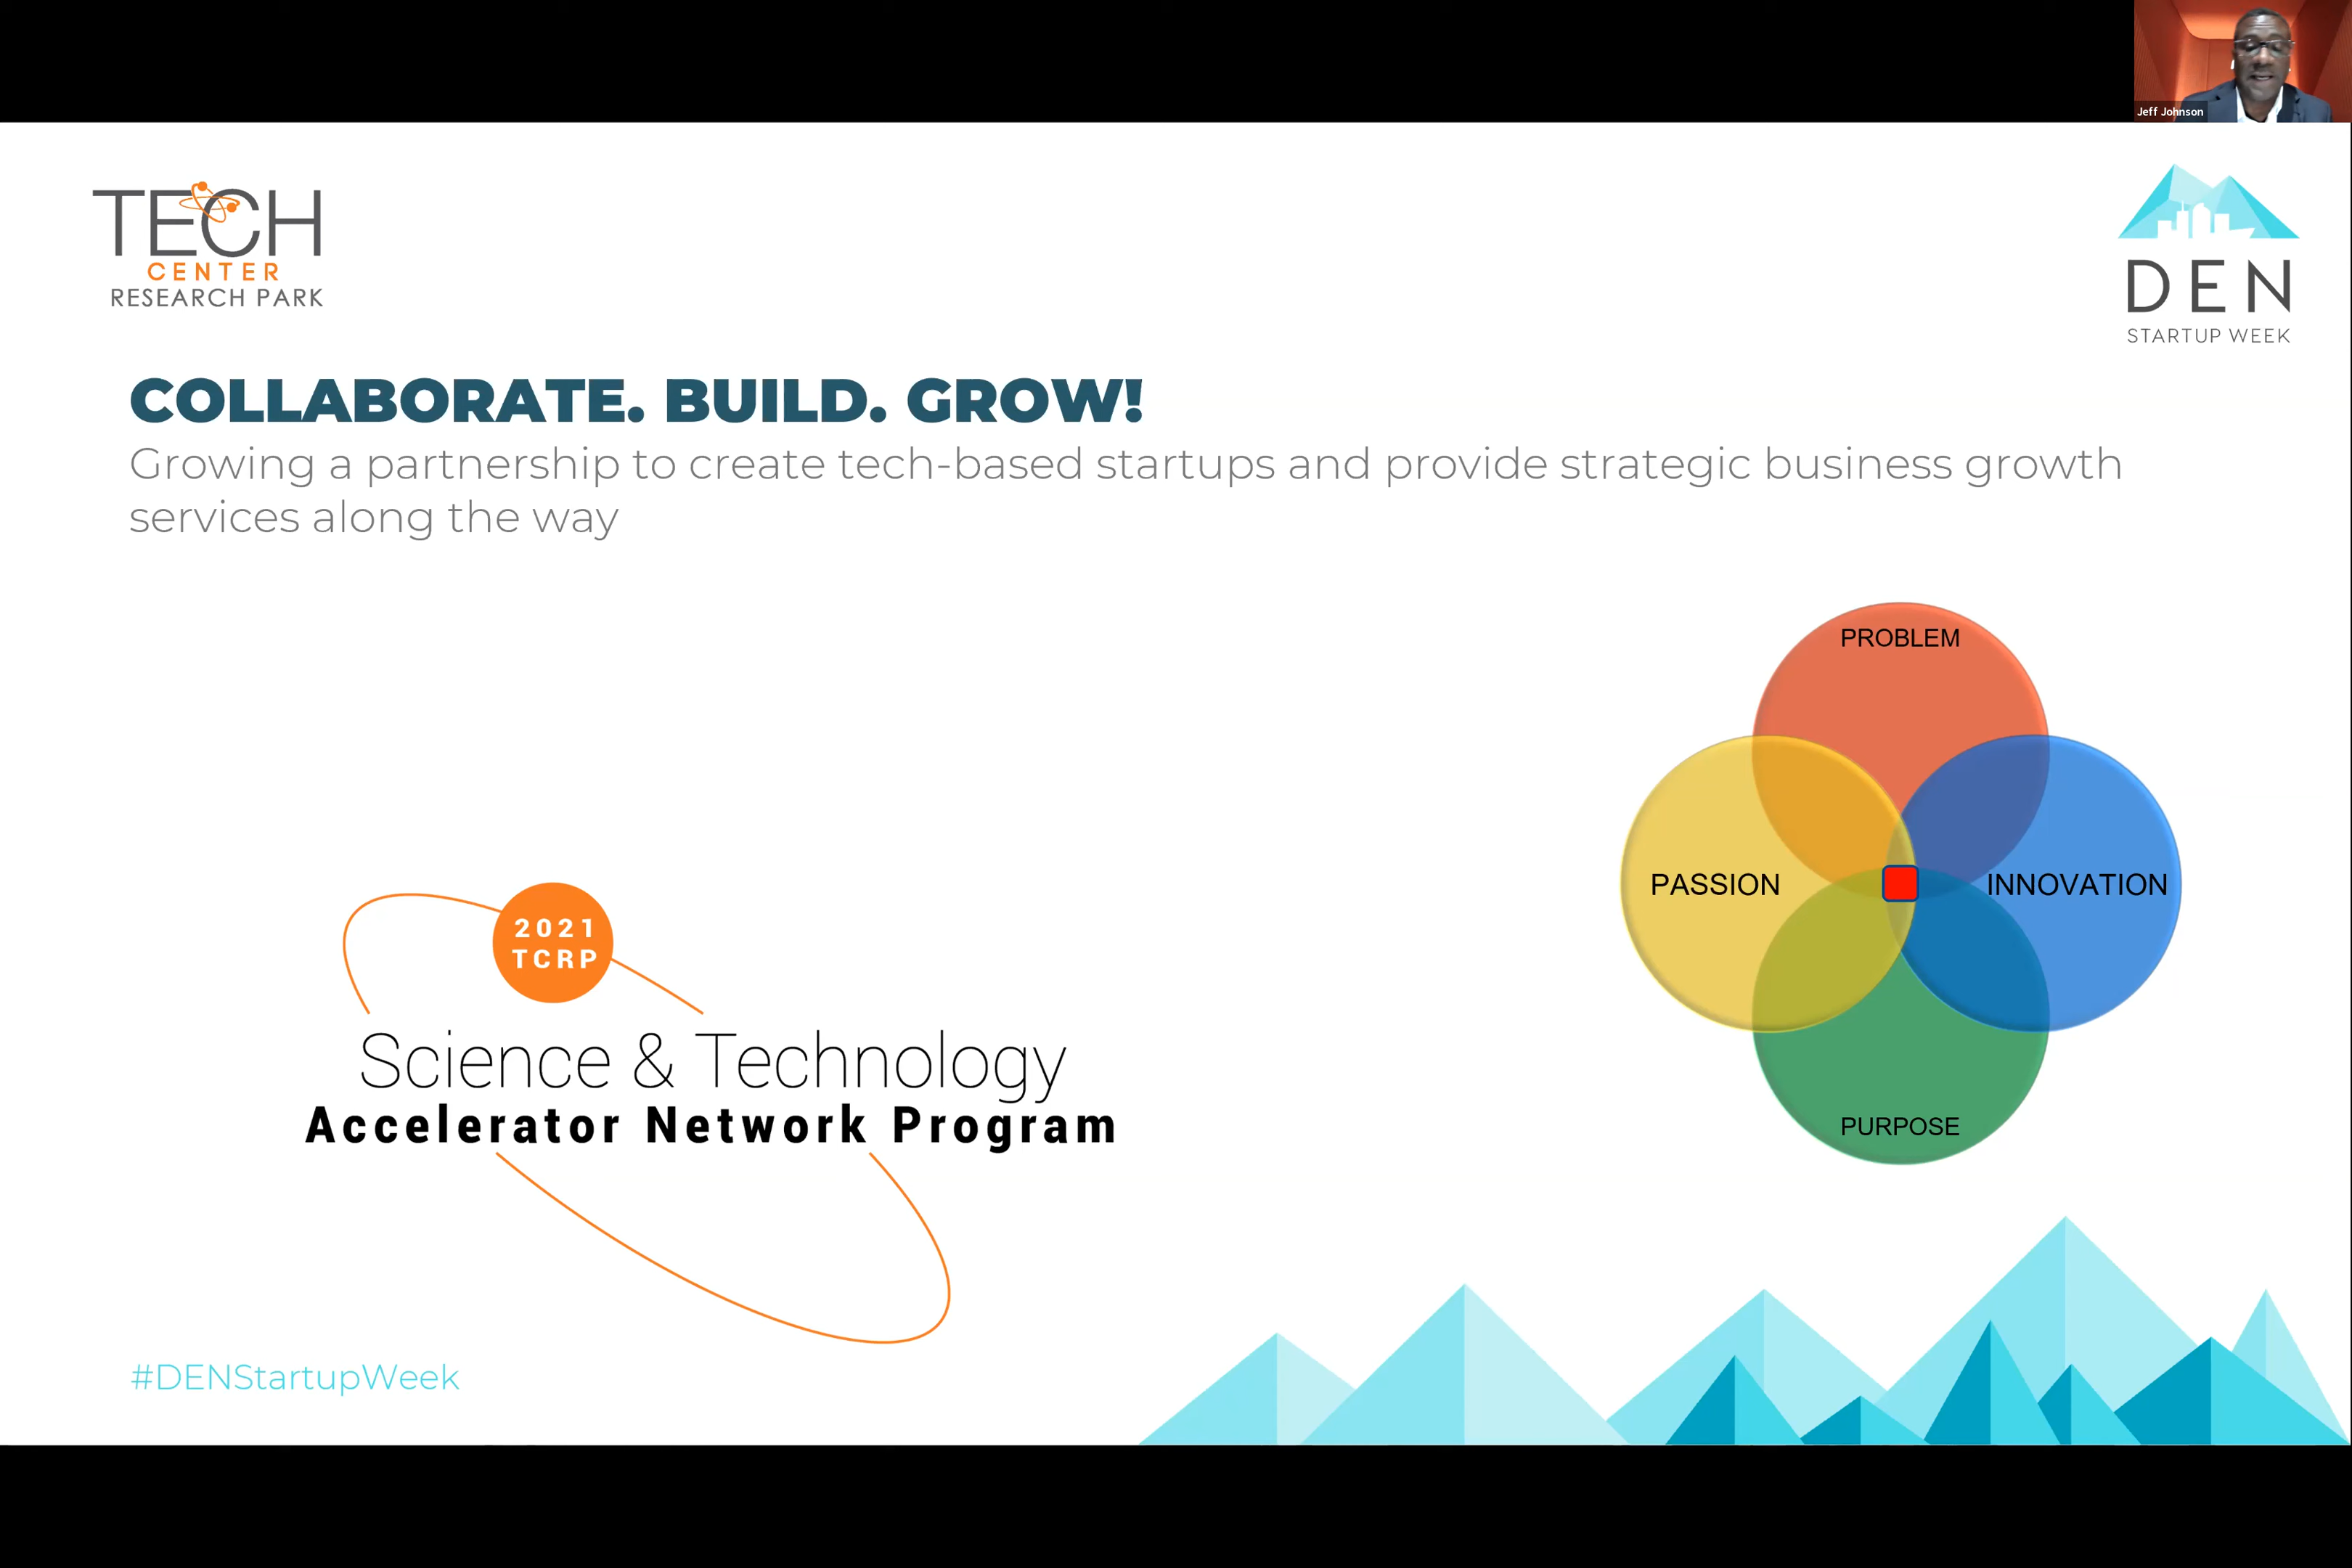 Jeff Johnson
TECH
CENTER
RESEARCH PARK
DEN
STARTUP WEEK
COLLABORATE. BUILD. GROW!
Growing a partnership to create tech-based startups and provide strategic business growth
services along the way
PROBLEM
PASSION
INNOVATION
PURPOSE
2021
TCRP
Science & Technology
Accelerator Network Program
#DENStartupWeek